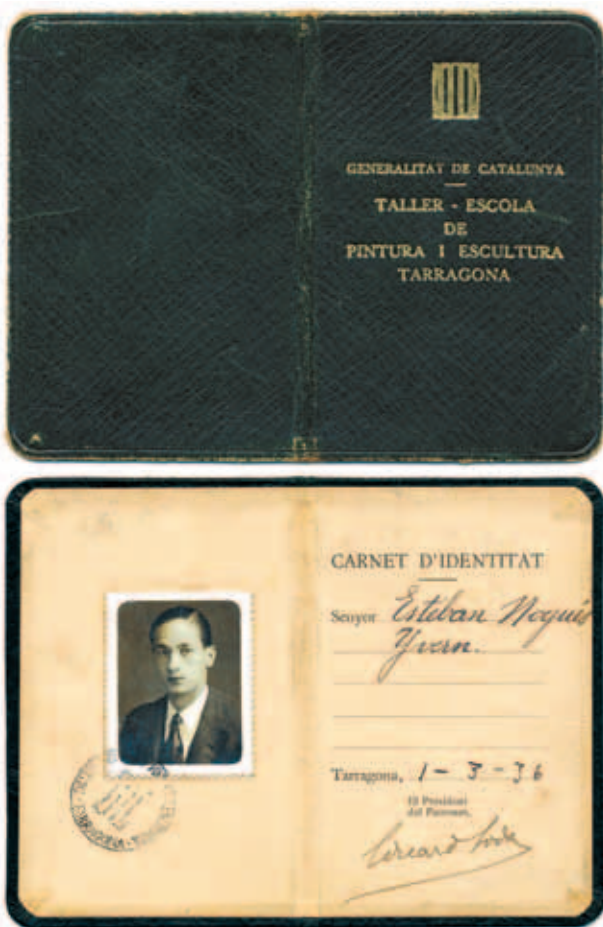 GENERALITAT DE CATALUNYA
TALLER - ESCOLA
DE
PINTURA I ESCULTURA
TARRAGONA
CARNET D'IDENTITAT
Senyor Esteban Nogués
Yvern.
Tarragona, 1 - 3 - 36
El President
del Patronat,